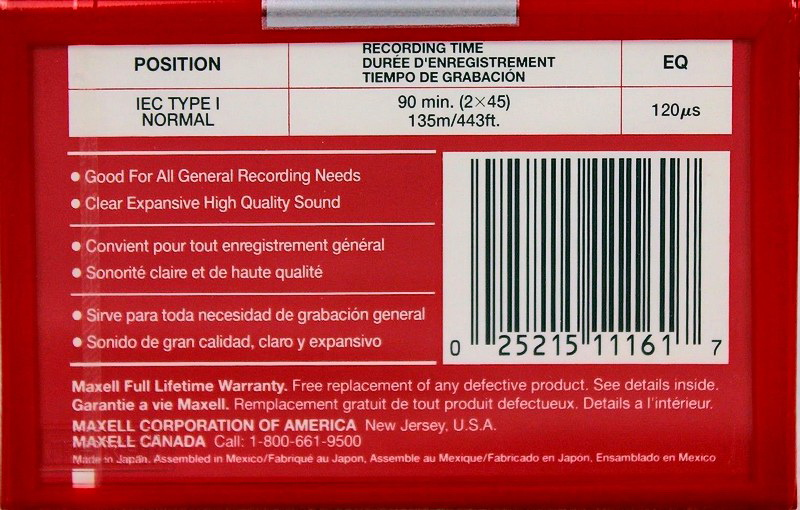 POSITION
RECORDING TIME
DURÉE D'ENREGISTREMENT
TIEMPO DE GRABACIÓN
EQ
IEC TYPE I
NORMAL
90 min. (2×45)
135m/443ft.
120µs
● Good For All General Recording Needs
● Clear Expansive High Quality Sound
● Convient pour tout enregistrement général
● Sonorité claire et de haute qualité
● Sirve para toda necesidad de grabación general
● Sonido de gran calidad, claro y expansivo
0 25215 11161 7
Maxell Full Lifetime Warranty. Free replacement of any defective product. See details inside.
Garantie a vie Maxell. Remplacement gratuit de tout produit defectueux. Details a l'intérieur.
MAXELL CORPORATION OF AMERICA New Jersey, U.S.A.
MAXELL CANADA Call: 1-800-661-9500
Made in Japan. Assembled in Mexico/Fabriqué au Japon, Assemble au Mexique/Fabricado en Japón, Ensamblado en Mexico